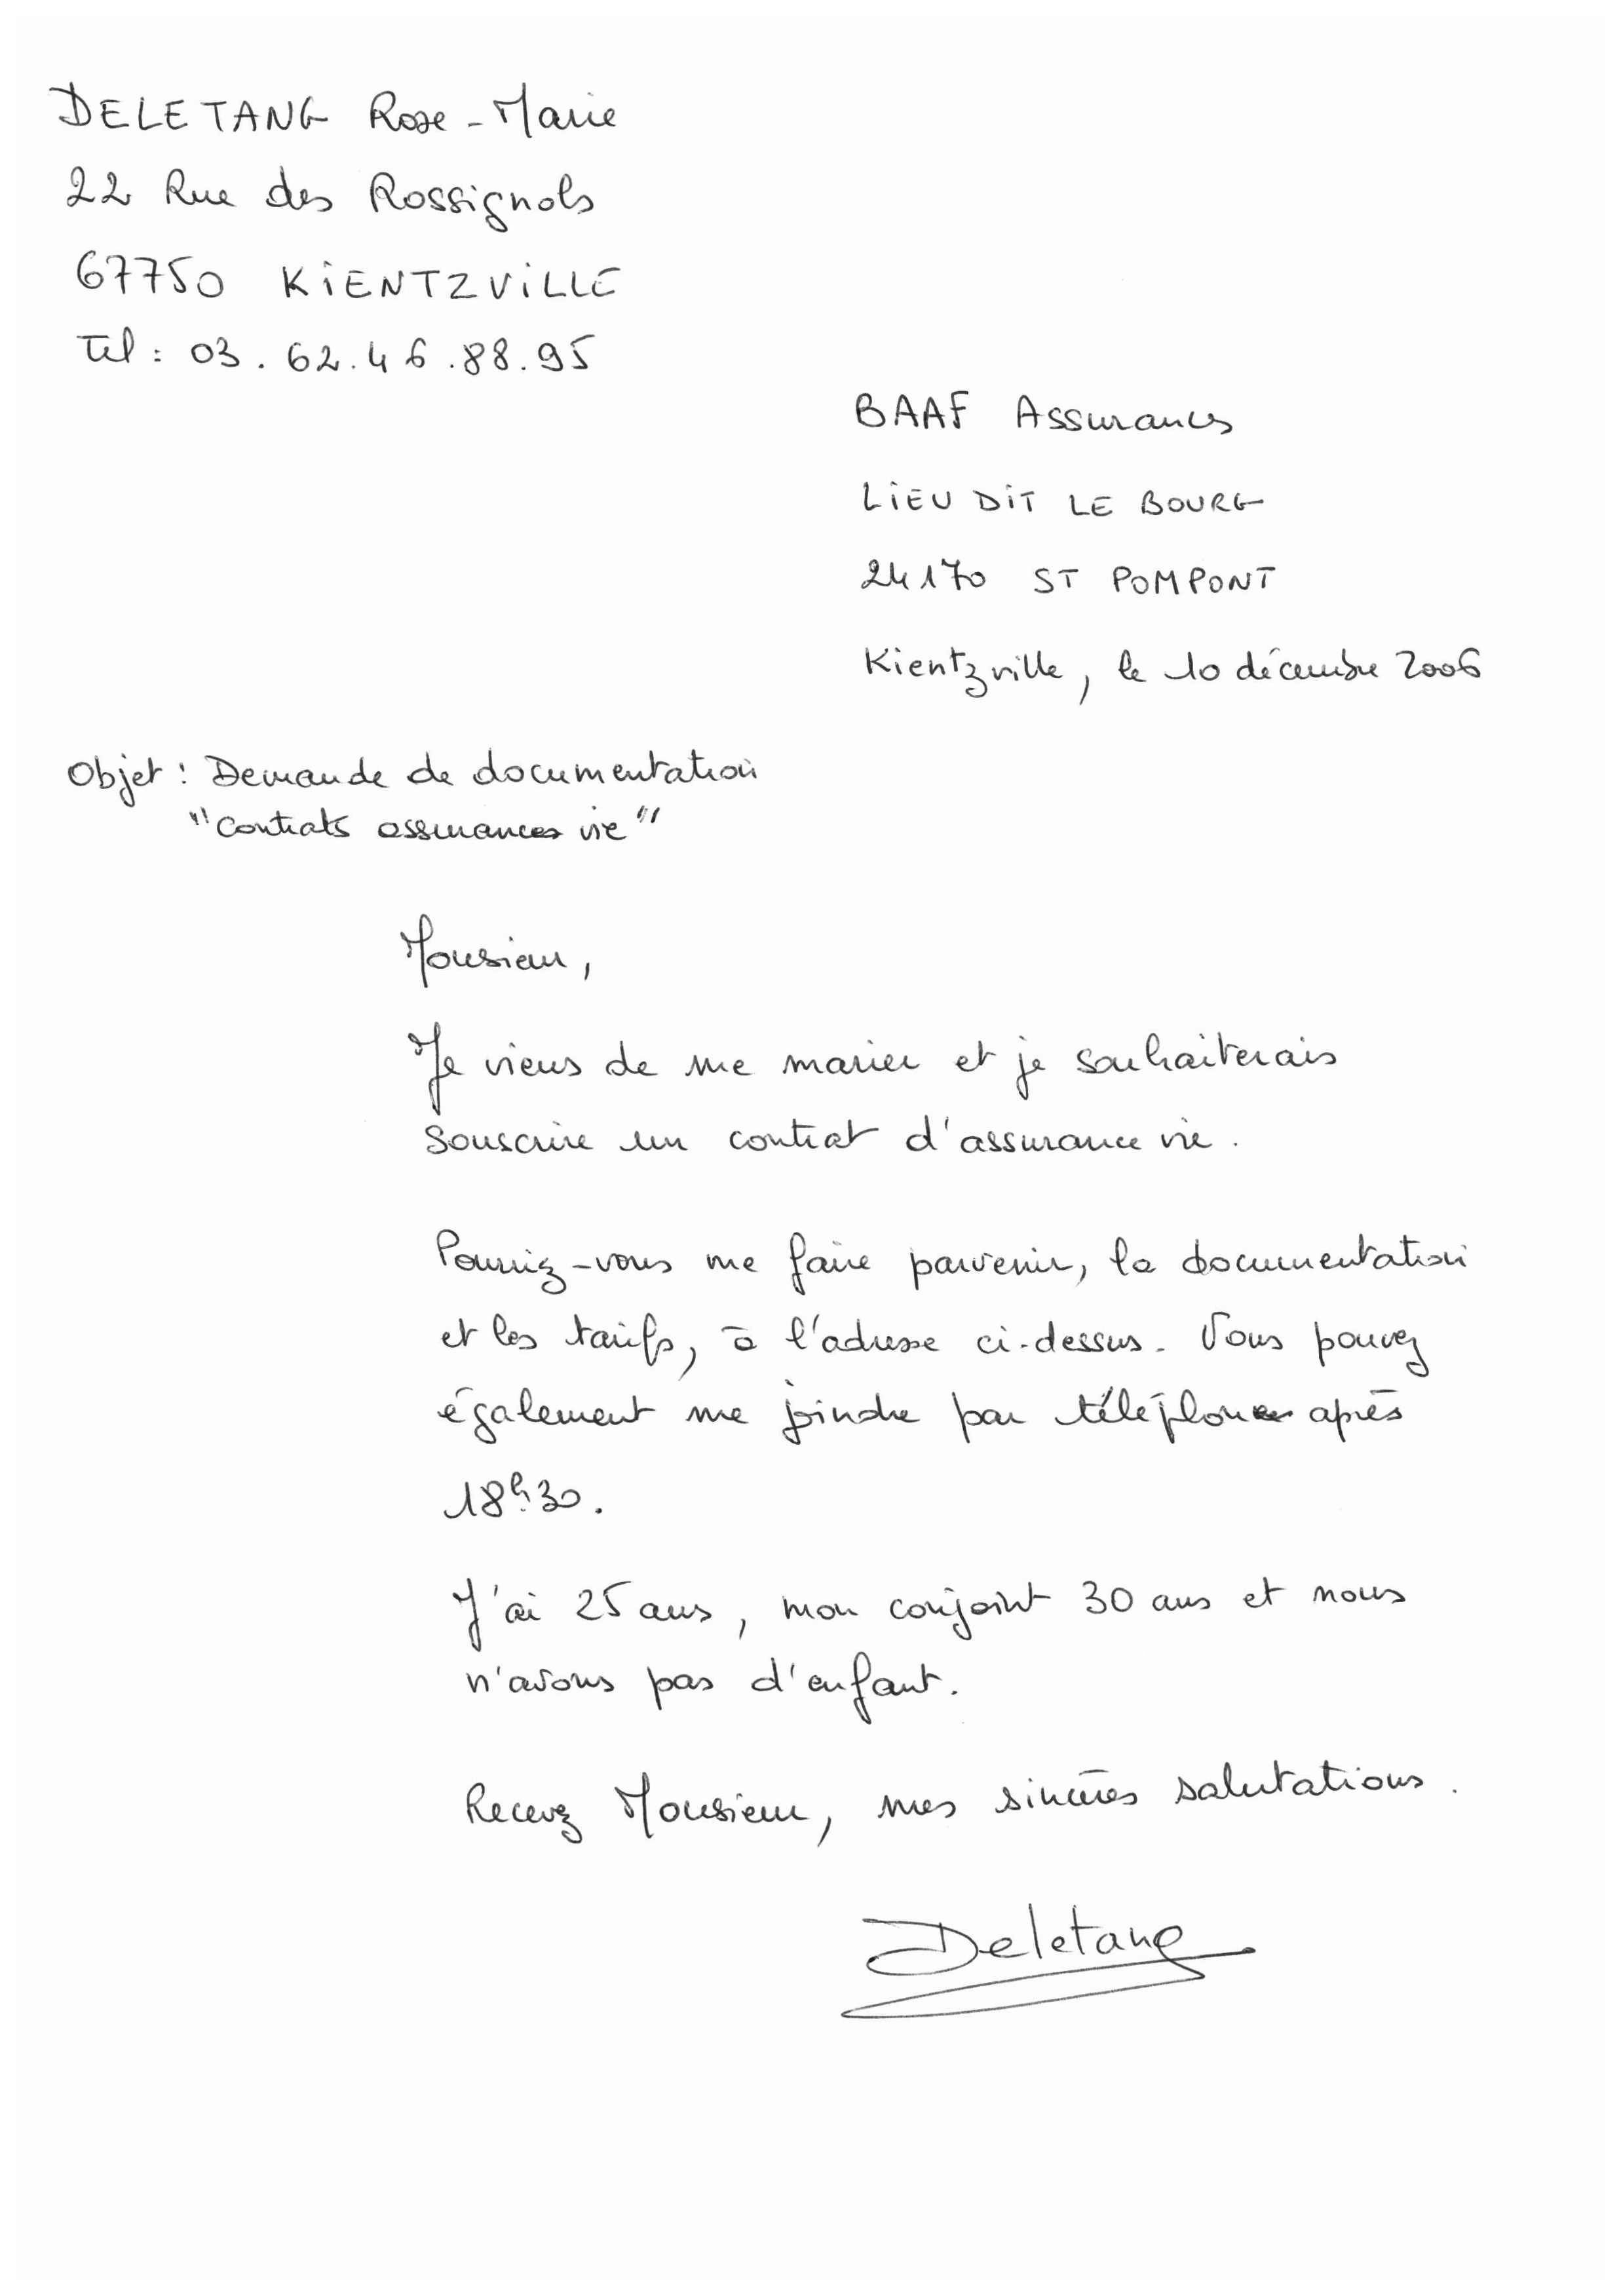 DELETANG Rose-Marie
22 Rue des Rossignols
67750 KIENTZVILLE
Tél : 03.62.46.88.95
BAAF Assurances
LIEU DIT LE BOURG
24170 ST POMPONT
Kientzville, le 10 décembre 2006
Objet : Demande de documentation
"contrats assurances vie"
Monsieur,
Je viens de me marier et je souhaiterais
souscrire un contrat d'assurance vie.
Pourriez-vous me faire parvenir, la documentation
et les tarifs, à l'adresse ci-dessus. Vous pouvez
également me joindre par téléphone après
18h30.
J'ai 25 ans, mon conjoint 30 ans et nous
n'avons pas d'enfant.
Recevez Monsieur, mes sincères salutations.
Deletang